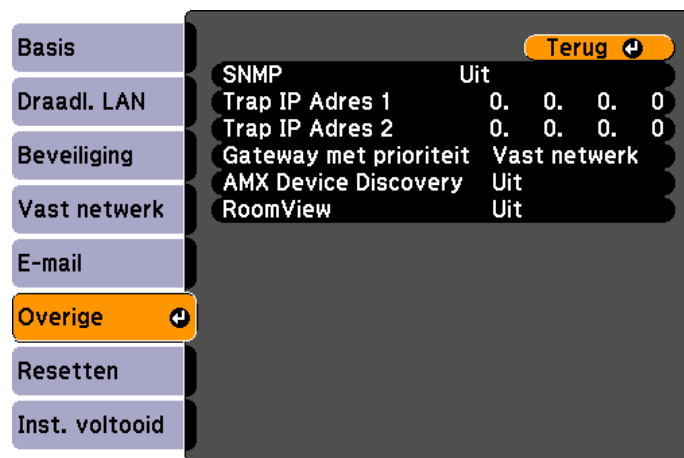 Basis
Draadl. LAN
Beveiliging
Vast netwerk
E-mail
Overige
Resetten
Inst. voltooid
Terug
SNMP Uit
Trap IP Adres 1 0. 0. 0. 0
Trap IP Adres 2 0. 0. 0. 0
Gateway met prioriteit Vast netwerk
AMX Device Discovery Uit
RoomView Uit